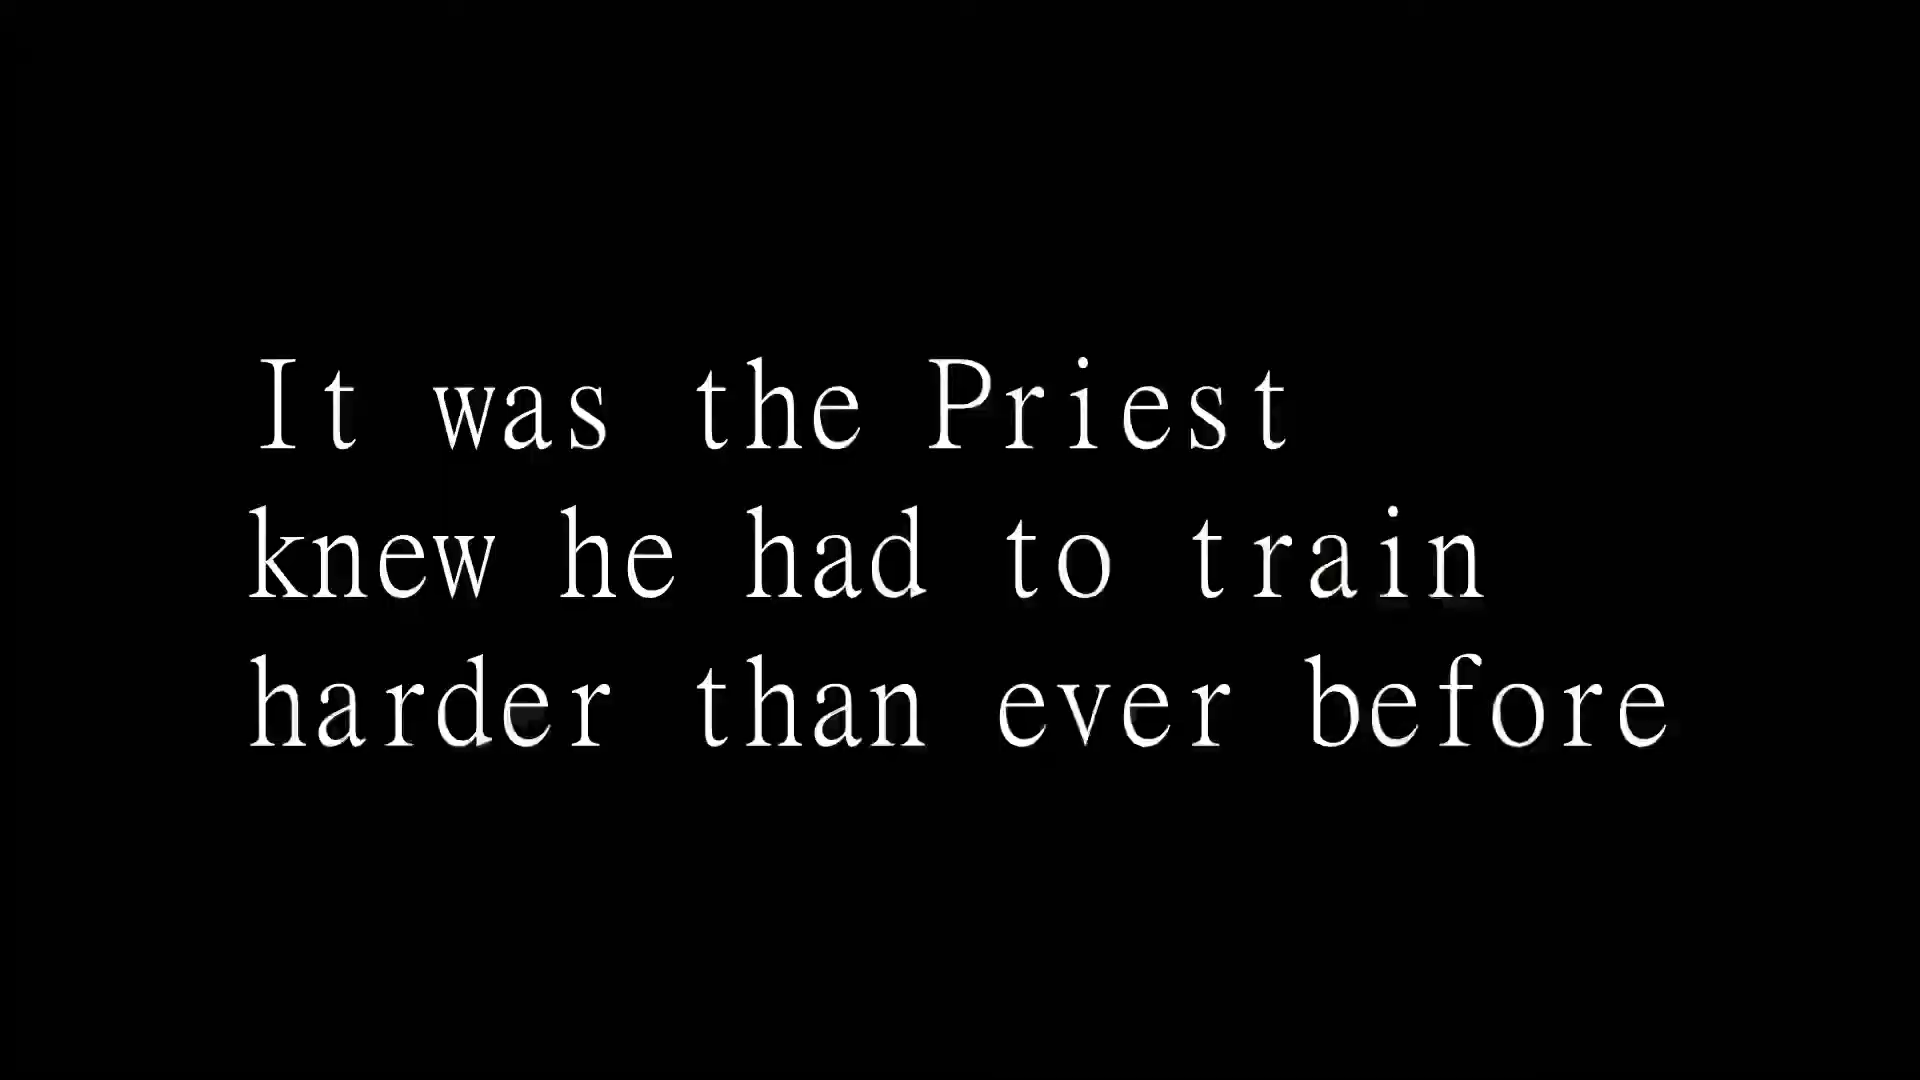 It was the Priest
knew he had to train
harder than ever before